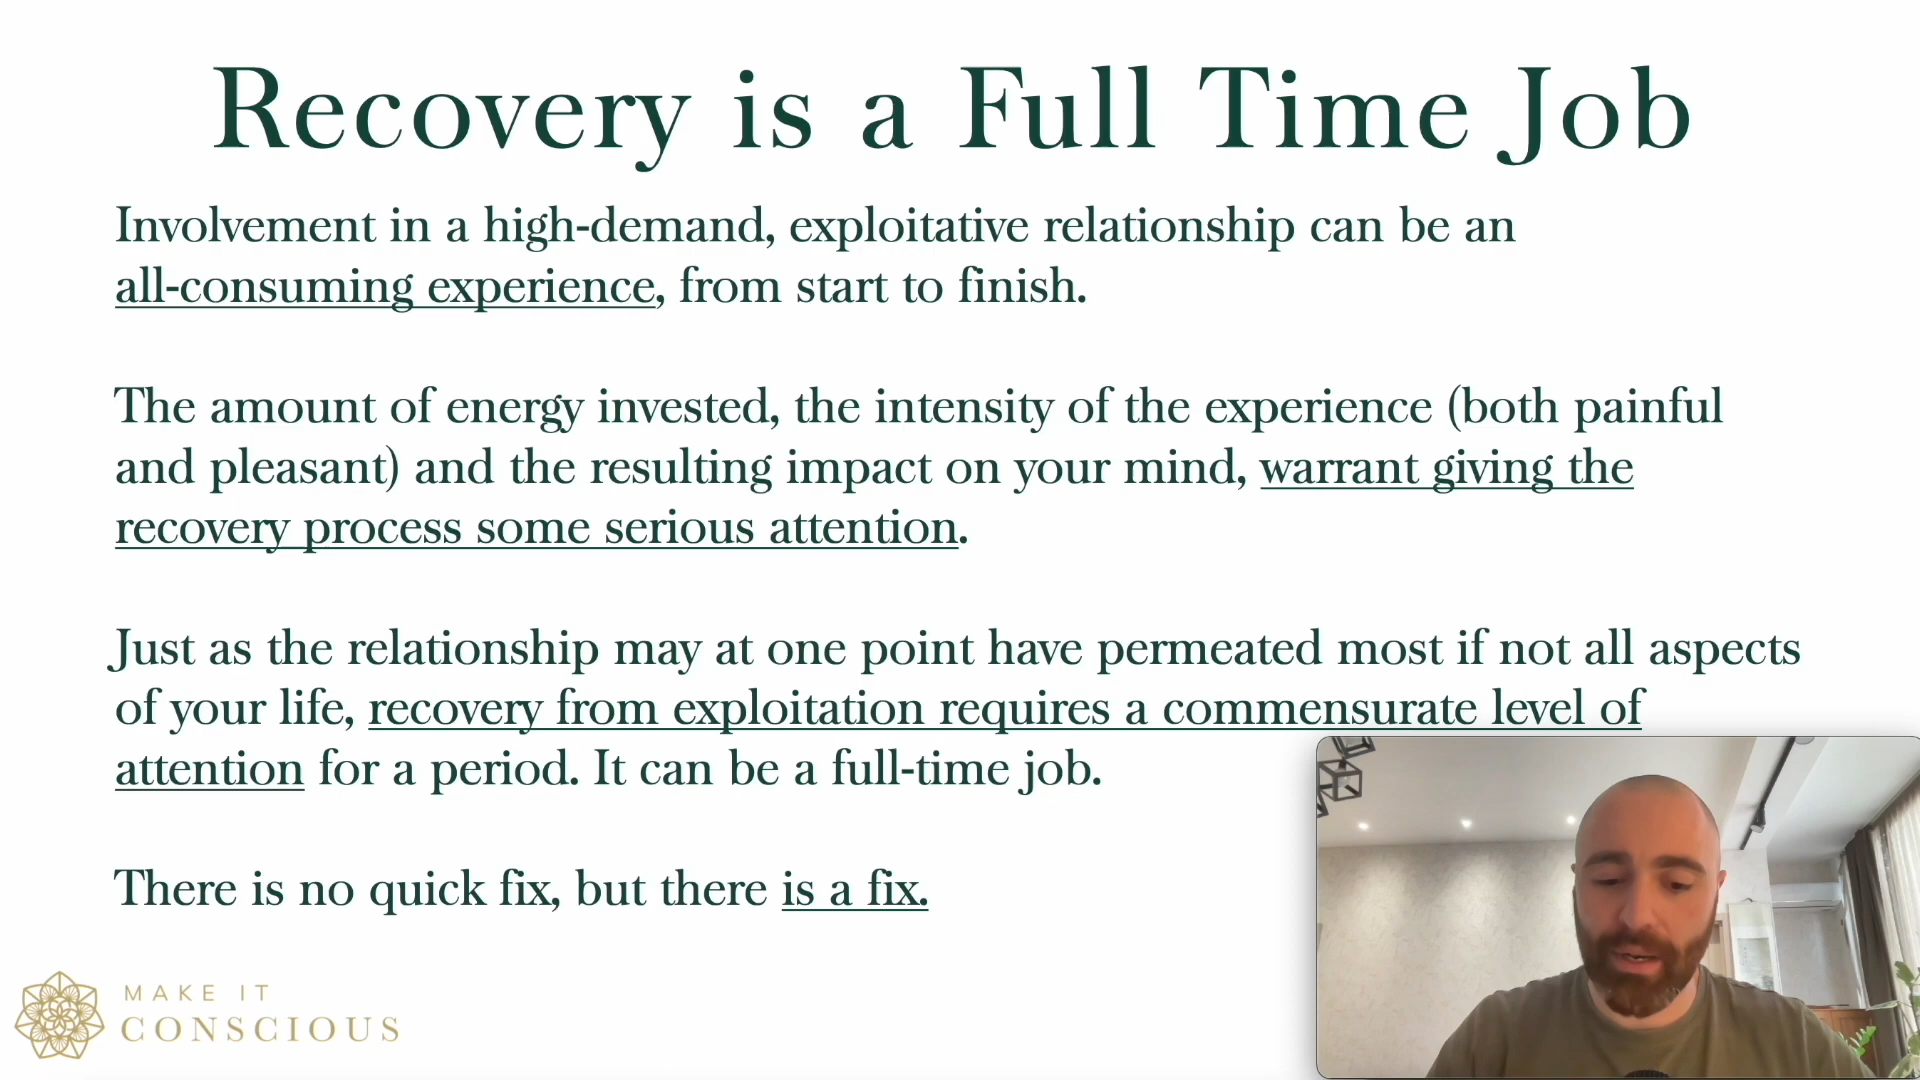 Recovery is a Full Time Job
Involvement in a high-demand, exploitative relationship can be an
all-consuming experience, from start to finish.
The amount of energy invested, the intensity of the experience (both painful
and pleasant) and the resulting impact on your mind, warrant giving the
recovery process some serious attention.
Just as the relationship may at one point have permeated most if not all aspects
of your life, recovery from exploitation requires a commensurate level of
attention for a period. It can be a full-time job.
There is no quick fix, but there is a fix.
MAKE IT
CONSCIOUS